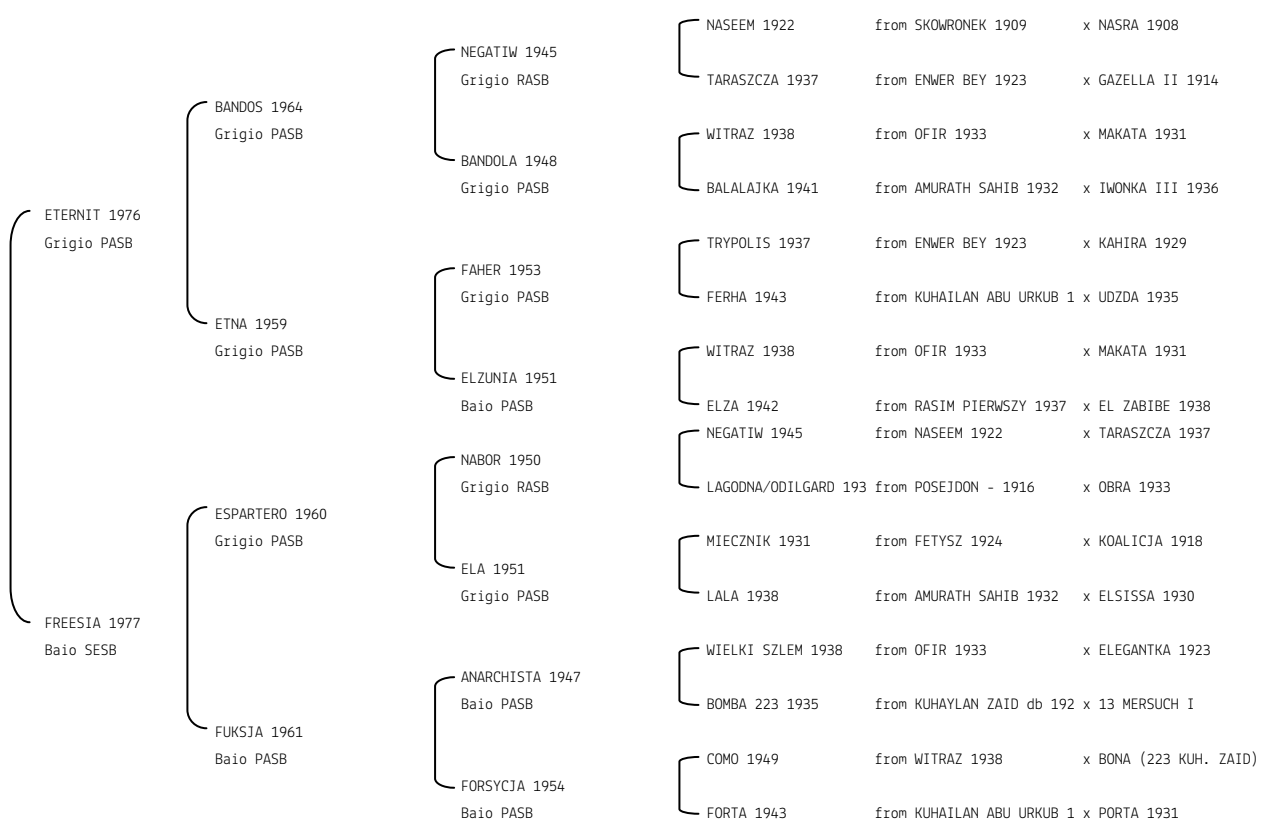 NASEEM 1922 from SKOWRONEK 1909 x NASRA 1908
NEGATIW 1945
Grigio RASB
TARASZCZA 1937 from ENWER BEY 1923 x GAZELLA II 1914
BANDOS 1964
Grigio PASB
WITRAZ 1938 from OFIR 1933 x MAKATA 1931
BANDOLA 1948
Grigio PASB
BALALAJKA 1941 from AMURATH SAHIB 1932 x IWONKA III 1936
ETERNIT 1976
Grigio PASB
TRYPOLIS 1937 from ENWER BEY 1923 x KAHIRA 1929
FAHER 1953
Grigio PASB
FERHA 1943 from KUHAILAN ABU URKUB 1 x UDZDA 1935
ETNA 1959
Grigio PASB
WITRAZ 1938 from OFIR 1933 x MAKATA 1931
ELZUNIA 1951
Baio PASB
ELZA 1942 from RASIM PIERWSZY 1937 x EL ZABIBE 1938
NEGATIW 1945 from NASEEM 1922 x TARASZCZA 1937
NABOR 1950
Grigio RASB
LAGODNA/ODILGARD 193 from POSEJDON - 1916 x OBRA 1933
ESPARTERO 1960
Grigio PASB
MIECZNIK 1931 from FETYSZ 1924 x KOALICJA 1918
ELA 1951
Grigio PASB
LALA 1938 from AMURATH SAHIB 1932 x ELSISSA 1930
FREESIA 1977
Baio SESB
WIELKI SZLEM 1938 from OFIR 1933 x ELEGANTKA 1923
ANARCHISTA 1947
Baio PASB
BOMBA 223 1935 from KUHAYLAN ZAID db 192 x 13 MERSUCH I
FUKSJA 1961
Baio PASB
COMO 1949 from WITRAZ 1938 x BONA (223 KUH. ZAID)
FORSYCJA 1954
Baio PASB
FORTA 1943 from KUHAILAN ABU URKUB 1 x PORTA 1931